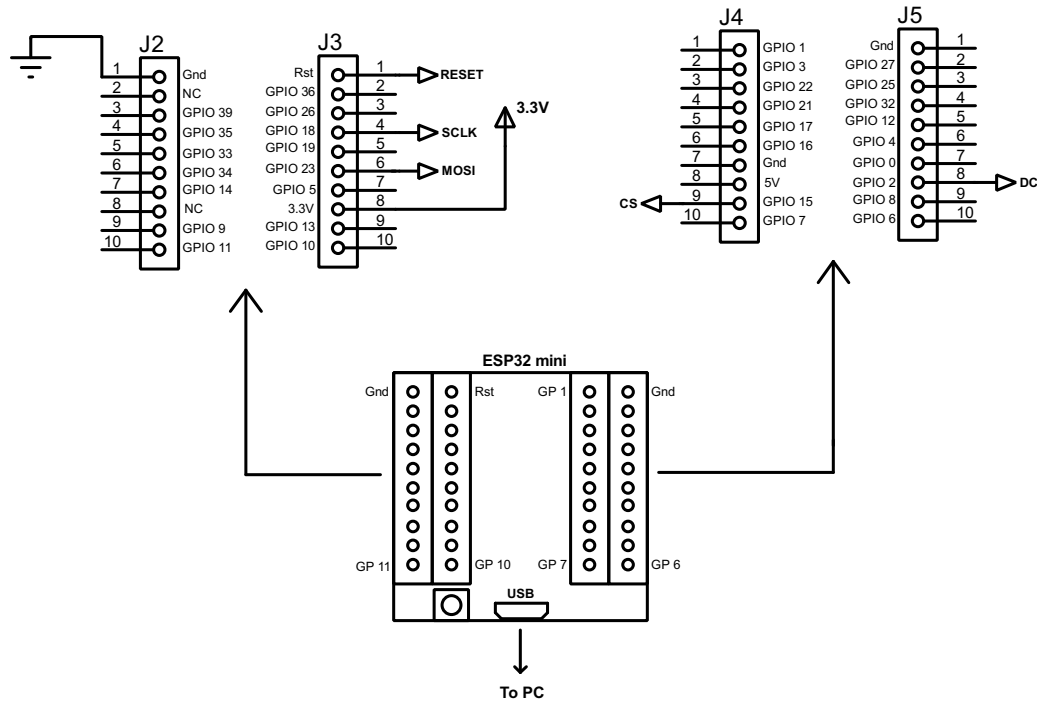 J2
1 Gnd
2 NC
3 GPIO 39
4 GPIO 35
5 GPIO 33
6 GPIO 34
7 GPIO 14
8 NC
9 GPIO 9
10 GPIO 11
J3
Rst 1 RESET
GPIO 36 2
GPIO 26 3
GPIO 18 4 SCLK
GPIO 19 5
GPIO 23 6 MOSI
GPIO 5 7
3.3V 8
GPIO 13 9
GPIO 10 10
3.3V
J4
1 GPIO 1
2 GPIO 3
3 GPIO 22
4 GPIO 21
5 GPIO 17
6 GPIO 16
7 Gnd
8 5V
CS 9 GPIO 15
10 GPIO 7
J5
Gnd 1
GPIO 27 2
GPIO 25 3
GPIO 32 4
GPIO 12 5
GPIO 4 6
GPIO 0 7
GPIO 2 8 DC
GPIO 8 9
GPIO 6 10
ESP32 mini
Gnd Rst GP 1 Gnd
GP 11 GP 10 GP 7 GP 6
USB
To PC